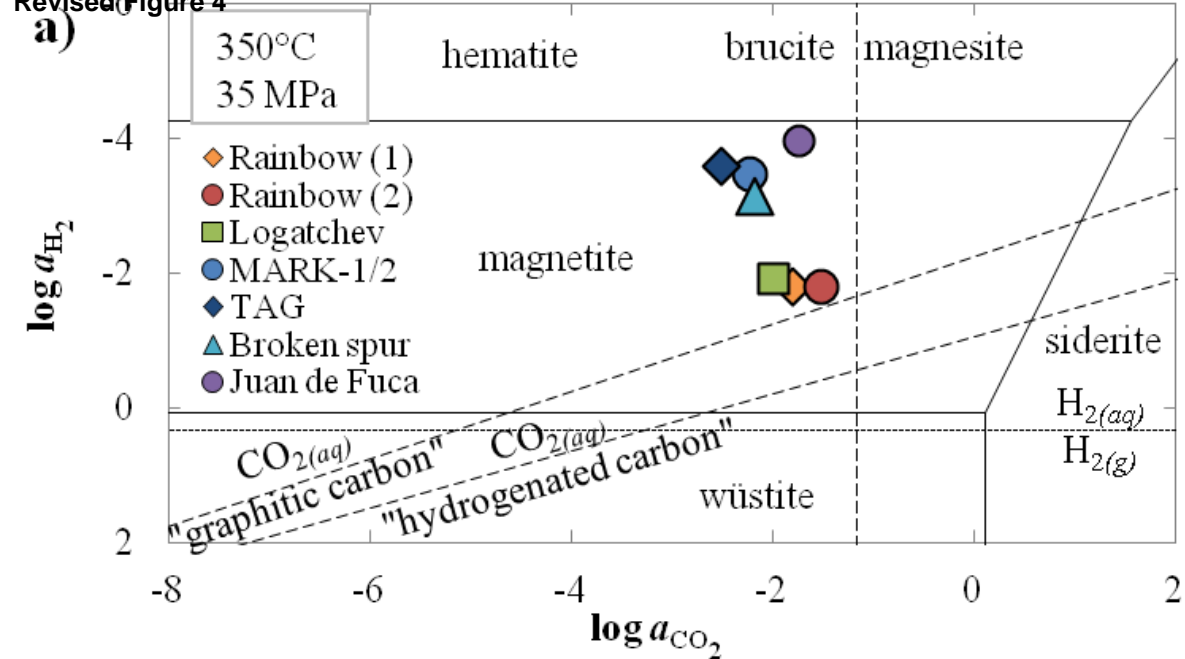 Revised Figure 4
a)
350°C
35 MPa
hematite
brucite
magnesite
-4
Rainbow (1)
Rainbow (2)
Logatchev
MARK-1/2
TAG
Broken spur
Juan de Fuca
magnetite
-2
log aH2
siderite
0
H2(aq)
H2(g)
CO2(aq)
CO2(aq)
"graphitic carbon"
"hydrogenated carbon"
wüstite
2
-8 -6 -4 -2 0 2
log aCO2